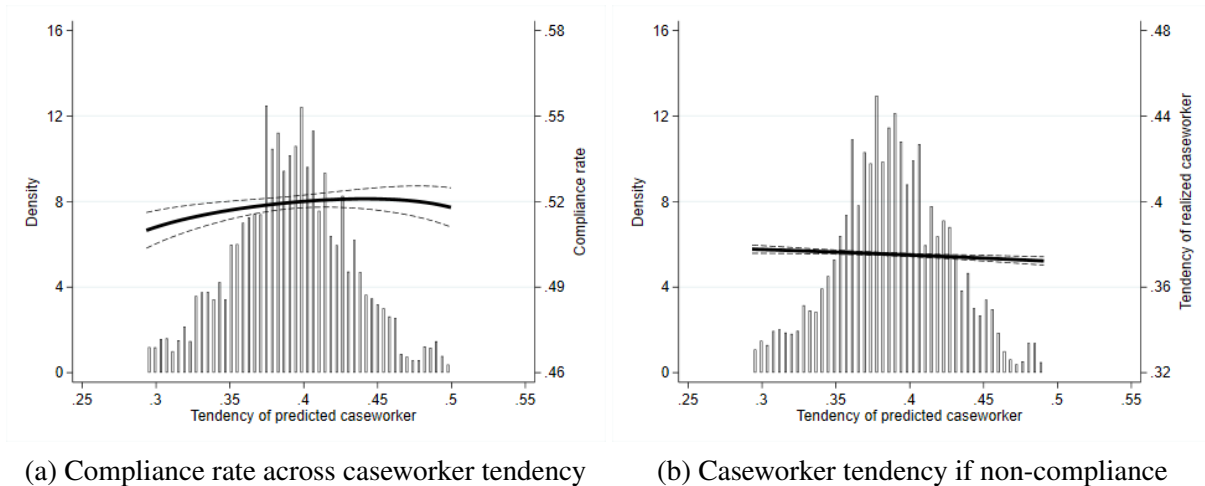 16
12
8
4
0
Density
.58
.55
.52
.49
.46
Compliance rate
.25 .3 .35 .4 .45 .5 .55
Tendency of predicted caseworker
(a) Compliance rate across caseworker tendency
16
12
8
4
0
Density
.48
.44
.4
.36
.32
Tendency of realized caseworker
.25 .3 .35 .4 .45 .5 .55
Tendency of predicted caseworker
(b) Caseworker tendency if non-compliance